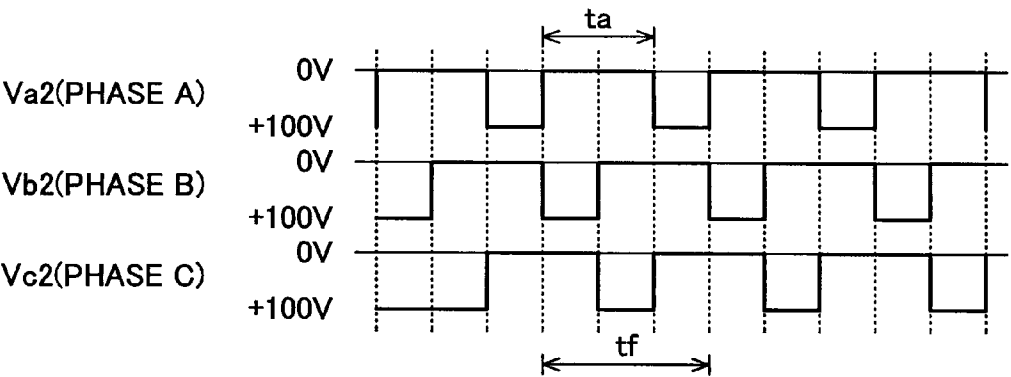 ta
Va2(PHASE A)
0V
+100V
Vb2(PHASE B)
0V
+100V
Vc2(PHASE C)
0V
+100V
tf